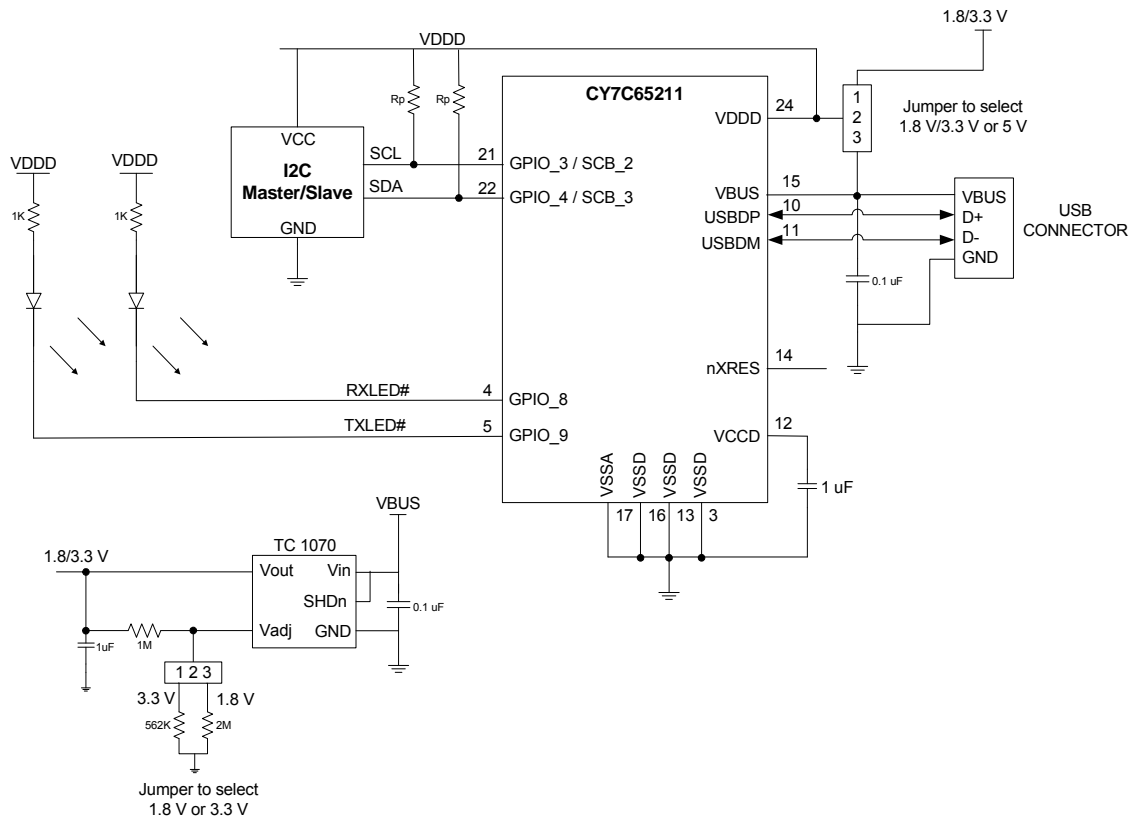 1.8/3.3 V
VDDD
CY7C65211
24
VDDD
1
2
3
Jumper to select
1.8 V/3.3 V or 5 V
Rp
Rp
VCC
I2C
Master/Slave
GND
SCL
21
GPIO_3 / SCB_2
SDA
22
GPIO_4 / SCB_3
VDDD
VDDD
1K
1K
VBUS
15
USBDP
10
USBDM
11
VBUS
D+
D-
GND
USB
CONNECTOR
0.1 uF
nXRES
14
RXLED#
4
GPIO_8
TXLED#
5
GPIO_9
VCCD
12
1 uF
VSSA
VSSD
VSSD
VSSD
17
16
13
3
VBUS
TC 1070
1.8/3.3 V
Vout
Vin
SHDn
Vadj
GND
0.1 uF
1uF
1M
1 2 3
3.3 V
1.8 V
562K
2M
Jumper to select
1.8 V or 3.3 V